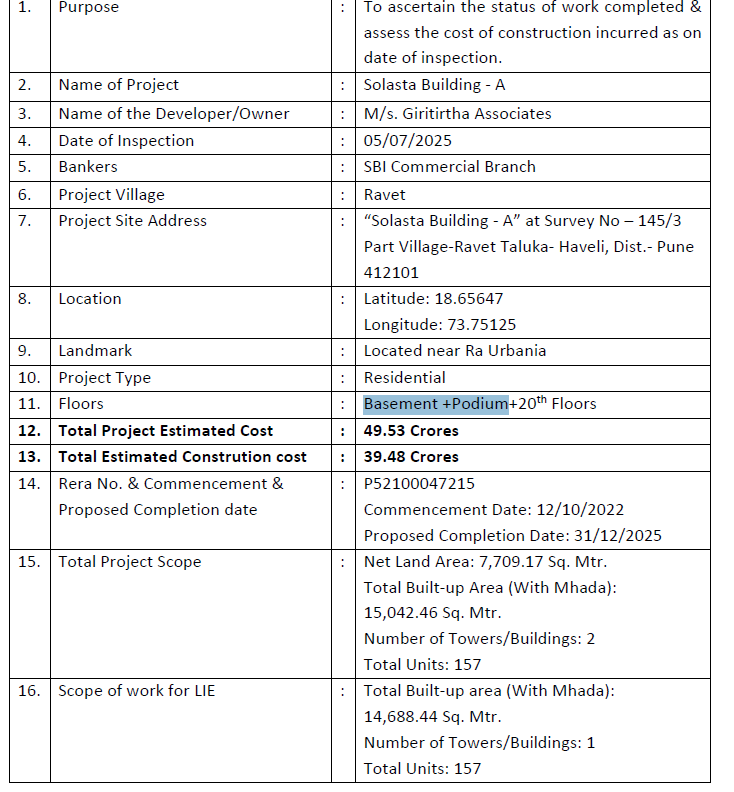 1. Purpose : To ascertain the status of work completed &
assess the cost of construction incurred as on
date of inspection.
2. Name of Project : Solasta Building - A
3. Name of the Developer/Owner : M/s. Giritirtha Associates
4. Date of Inspection : 05/07/2025
5. Bankers : SBI Commercial Branch
6. Project Village : Ravet
7. Project Site Address : “Solasta Building - A” at Survey No – 145/3
Part Village-Ravet Taluka- Haveli, Dist.- Pune
412101
8. Location : Latitude: 18.65647
Longitude: 73.75125
9. Landmark : Located near Ra Urbania
10. Project Type : Residential
11. Floors : Basement +Podium+20th Floors
12. Total Project Estimated Cost : 49.53 Crores
13. Total Estimated Constrution cost : 39.48 Crores
14. Rera No. & Commencement & : P52100047215
Proposed Completion date Commencement Date: 12/10/2022
Proposed Completion Date: 31/12/2025
15. Total Project Scope : Net Land Area: 7,709.17 Sq. Mtr.
Total Built-up Area (With Mhada):
15,042.46 Sq. Mtr.
Number of Towers/Buildings: 2
Total Units: 157
16. Scope of work for LIE : Total Built-up area (With Mhada):
14,688.44 Sq. Mtr.
Number of Towers/Buildings: 1
Total Units: 157